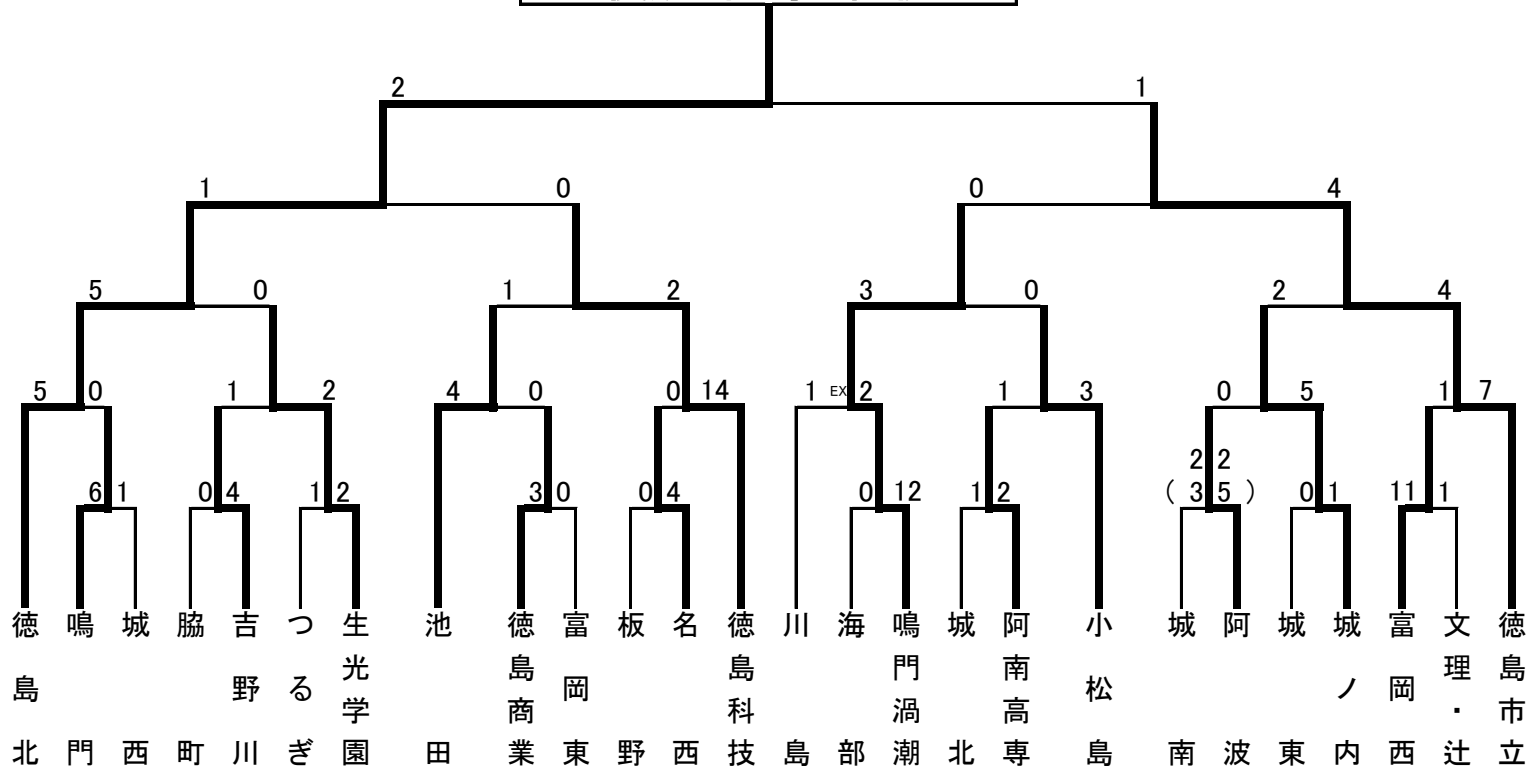 2 1
1 0 0 4
5 0 1 2 3 0 2 4
5 0 1 2 4 0 0 14 1 EX 2 1 3 0 5 1 7
2 2
6 1 0 4 1 2 3 0 0 4 0 12 1 2 ( 3 5 ) 0 1 11 1
徳島北
鳴門
城西
脇町
吉野川
つるぎ
生光学園
池田
徳島商業
富岡東
板野
名西
徳島科技
川島
海部
鳴門渦潮
城北
阿南高専
小松島
城南
阿波
城東
城ノ内
富岡西
文理・辻
徳島市立